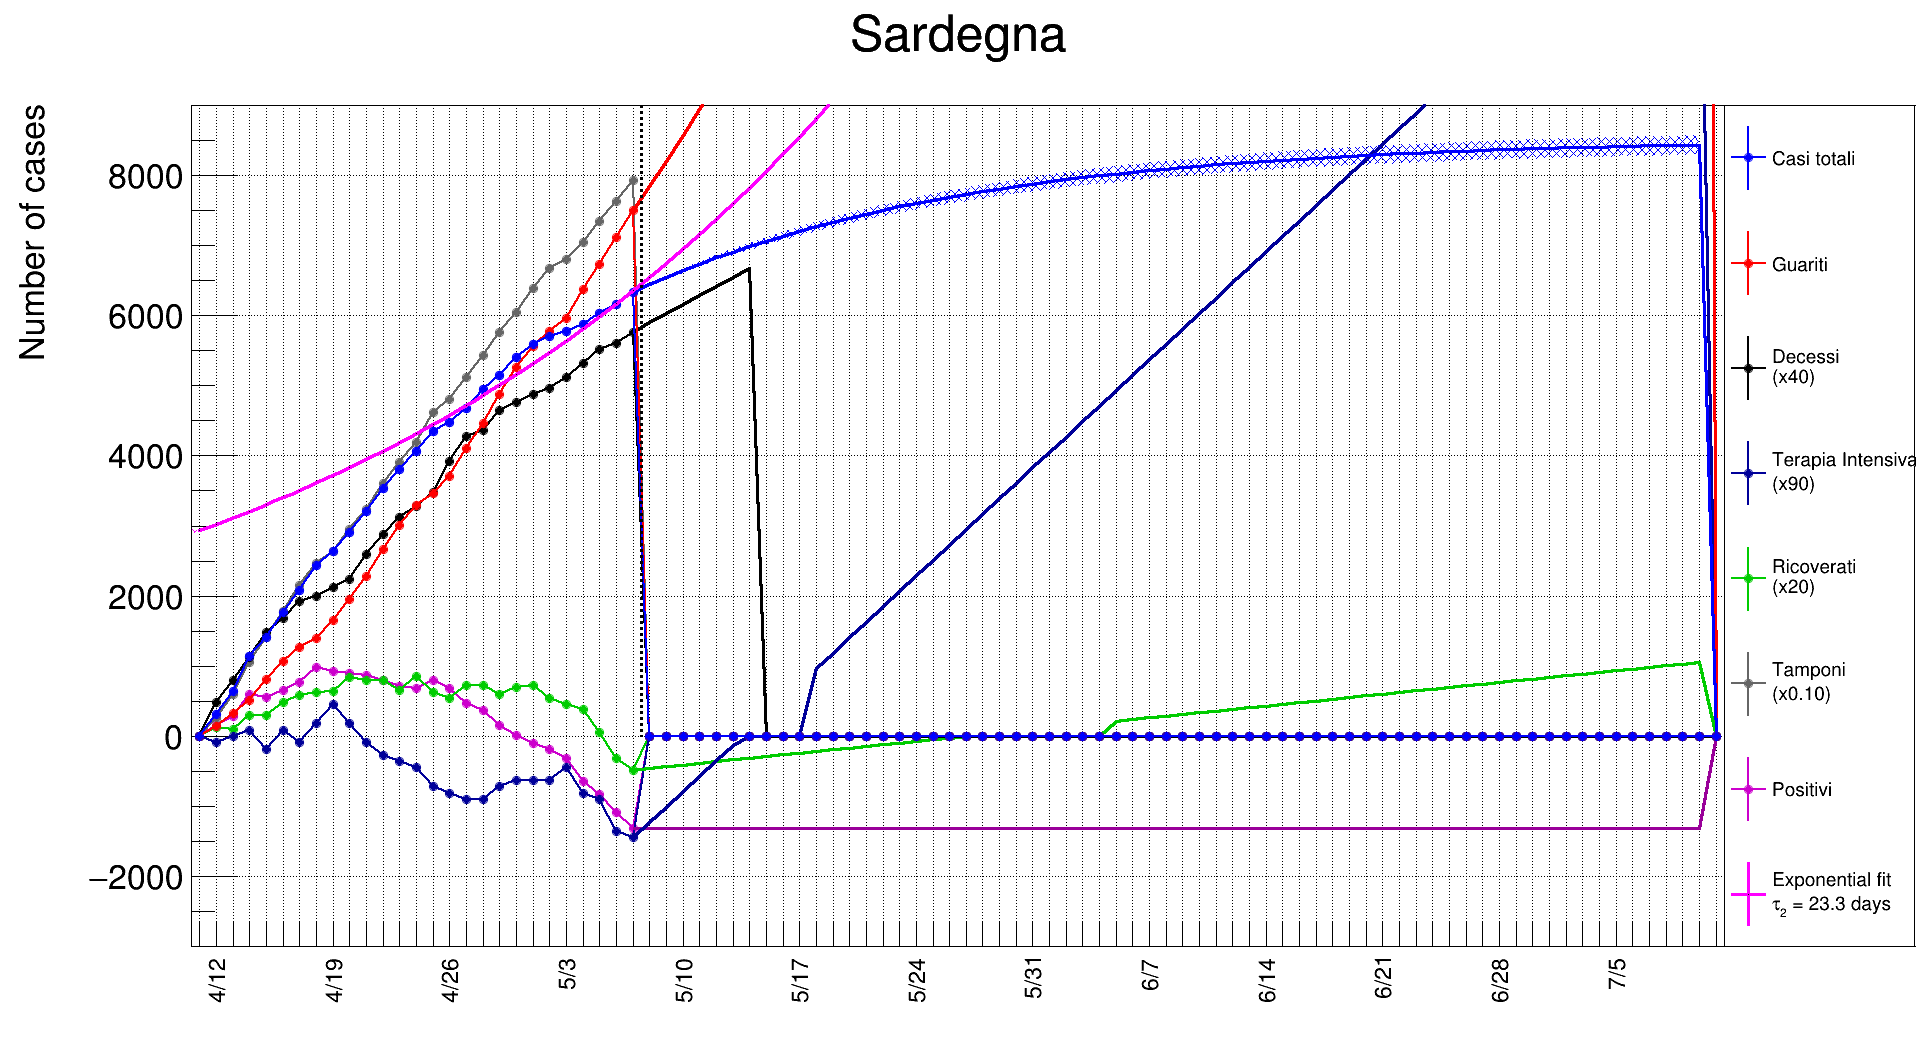 Sardegna
Number of cases
8000
6000
4000
2000
0
−2000
4/12
4/19
4/26
5/3
5/10
5/17
5/24
5/31
6/7
6/14
6/21
6/28
7/5
Casi totali
Guariti
Decessi
(x40)
Terapia Intensiva
(x90)
Ricoverati
(x20)
Tamponi
(x0.10)
Positivi
Exponential fit
τ2 = 23.3 days